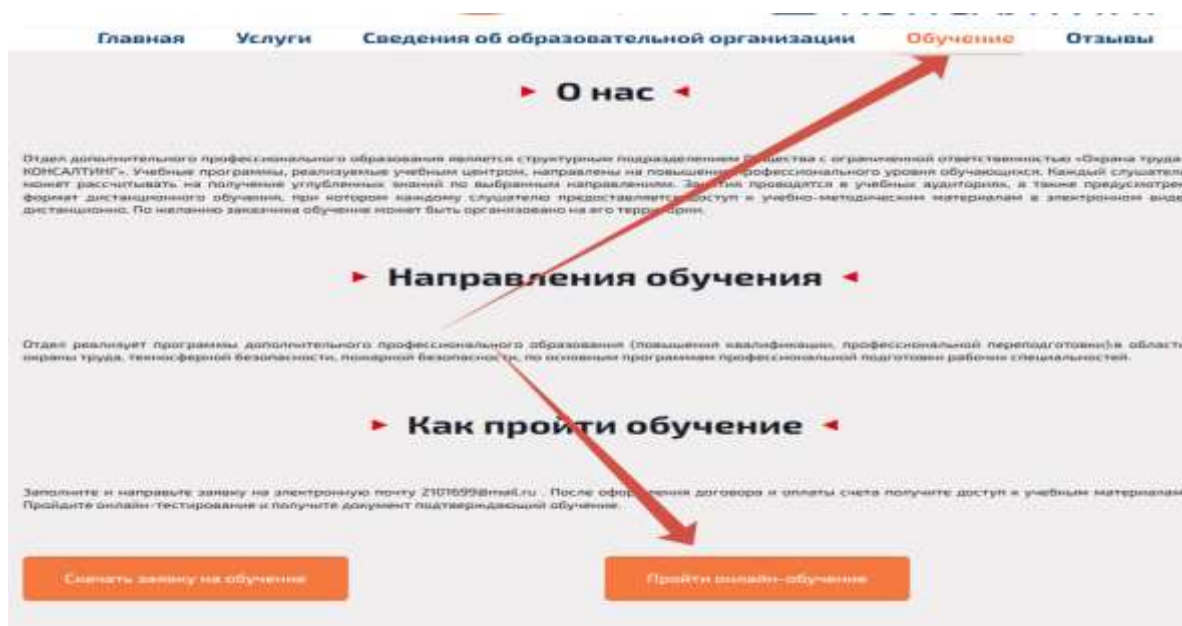 Главная Услуги Сведения об образовательной организации Обучение Отзывы
О нас
Отдел дополнительного профессионального образования является структурным подразделением Общества с ограниченной ответственностью «Охрана труда
КОНСАЛТИНГ». Учебные программы, реализуемые учебным центром, направлены на повышение профессионального уровня обучающихся. Каждый слушатель
может рассчитывать на получение углубленных знаний по выбранным направлениям. Занятия проводятся в учебных аудиториях, а также предусмотрен
формат дистанционного обучения, при котором каждому слушателю предоставляется доступ к учебно-методическим материалам в электронном виде
дистанционно. По желанию заказчика обучение может быть организовано на его территории.
Направления обучения
Отдел реализует программы дополнительного профессионального образования (повышения квалификации, профессиональной переподготовки) в области
охраны труда, техносферной безопасности, пожарной безопасности, по основным программам профессиональной подготовки рабочих специальностей.
Как пройти обучение
Заполните и направьте заявку на электронную почту 2101699@mail.ru . После оформления договора и оплаты счета получите доступ к учебным материалам
Пройдите онлайн-тестирование и получите документ подтверждающий обучение.
Скачать заявку на обучение Пройти онлайн-обучение